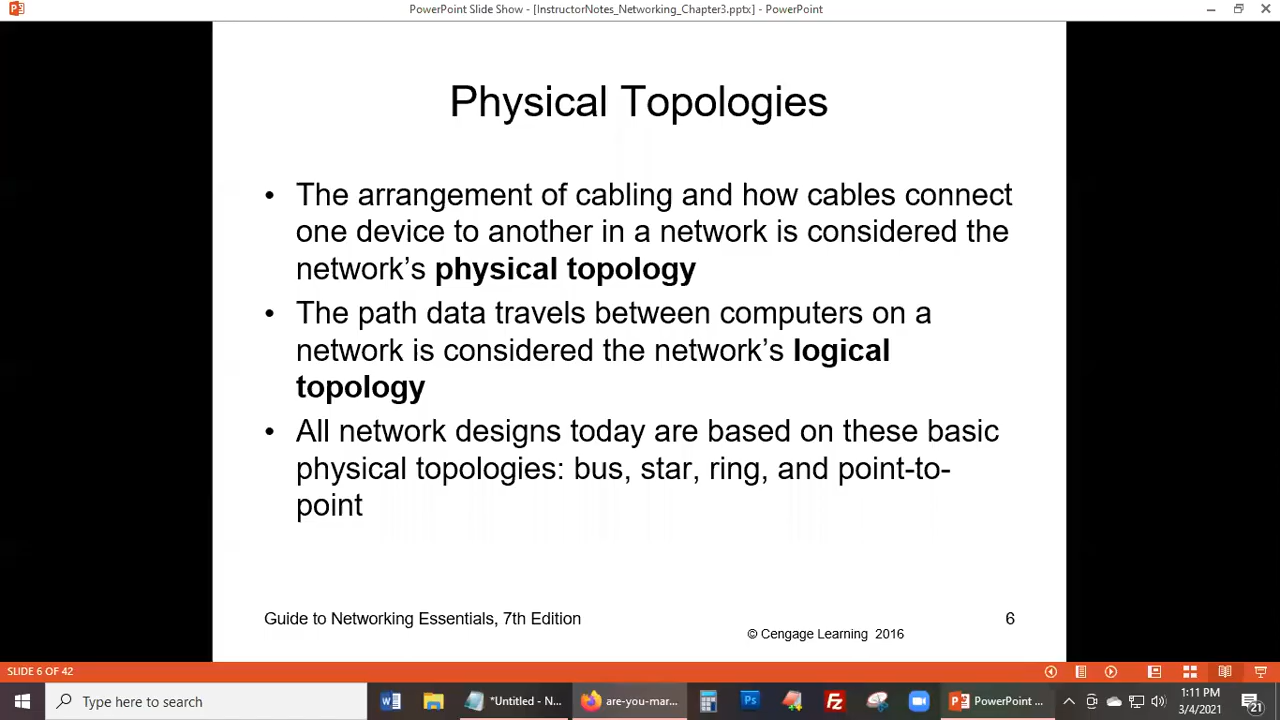 PowerPoint Slide Show - [InstructorNotes_Networking_Chapter3.pptx] - PowerPoint
Physical Topologies
• The arrangement of cabling and how cables connect
one device to another in a network is considered the
network’s physical topology
• The path data travels between computers on a
network is considered the network’s logical
topology
• All network designs today are based on these basic
physical topologies: bus, star, ring, and point-to-
point
Guide to Networking Essentials, 7th Edition
6
© Cengage Learning 2016
SLIDE 6 OF 42
Type here to search
*Untitled - N...
are-you-mar...
PowerPoint ...
1:11 PM
3/4/2021
21